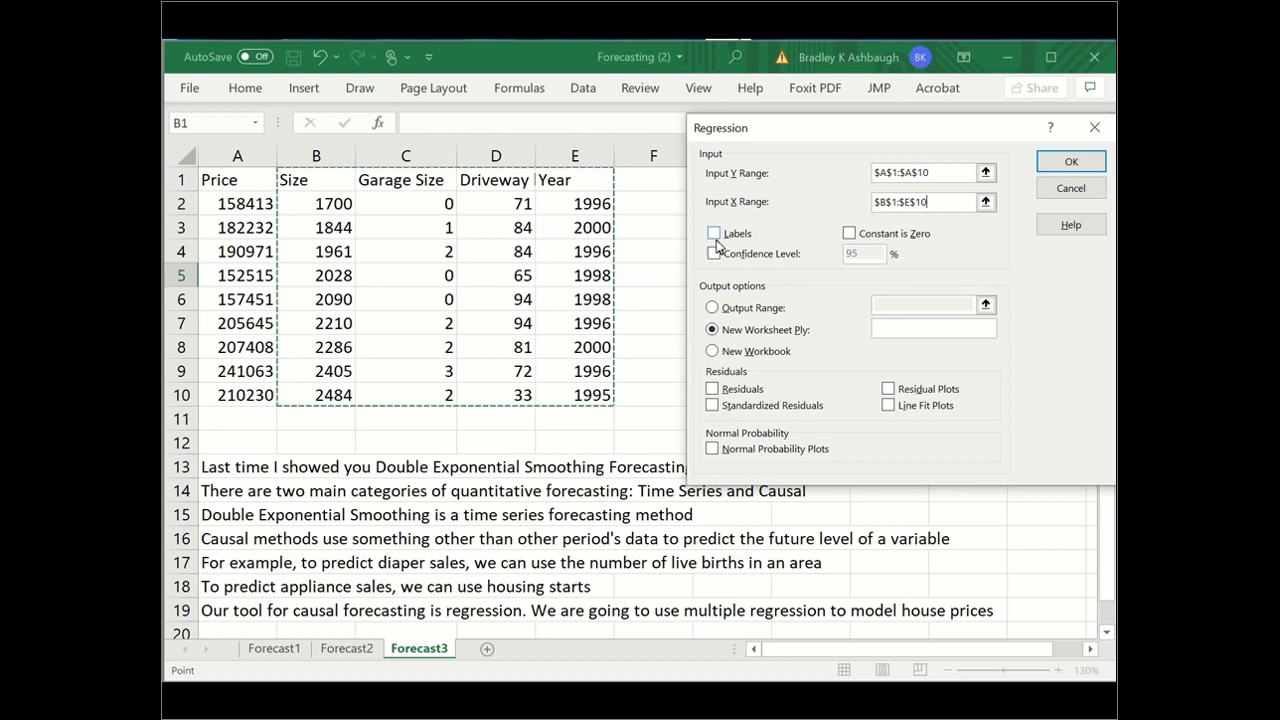 AutoSave Off Forecasting (2) Bradley K Ashbaugh BK
File Home Insert Draw Page Layout Formulas Data Review View Help Foxit PDF JMP Acrobat Share
B1 fx
A B C D E F
1 Price Size Garage Size Driveway Year
2 158413 1700 0 71 1996
3 182232 1844 1 84 2000
4 190971 1961 2 84 1996
5 152515 2028 0 65 1998
6 157451 2090 0 94 1998
7 205645 2210 2 94 1996
8 207408 2286 2 81 2000
9 241063 2405 3 72 1996
10 210230 2484 2 33 1995
11
12
13 Last time I showed you Double Exponential Smoothing Forecasting
14 There are two main categories of quantitative forecasting: Time Series and Causal
15 Double Exponential Smoothing is a time series forecasting method
16 Causal methods use something other than other period's data to predict the future level of a variable
17 For example, to predict diaper sales, we can use the number of live births in an area
18 To predict appliance sales, we can use housing starts
19 Our tool for causal forecasting is regression. We are going to use multiple regression to model house prices
20
Regression ?
Input
Input Y Range: $A$1:$A$10 OK
Input X Range: $B$1:$E$10 Cancel
Labels Constant is Zero Help
Confidence Level: 95 %
Output options
Output Range:
New Worksheet Ply:
New Workbook
Residuals
Residuals Residual Plots
Standardized Residuals Line Fit Plots
Normal Probability
Normal Probability Plots
Forecast1 Forecast2 Forecast3
Point 130%